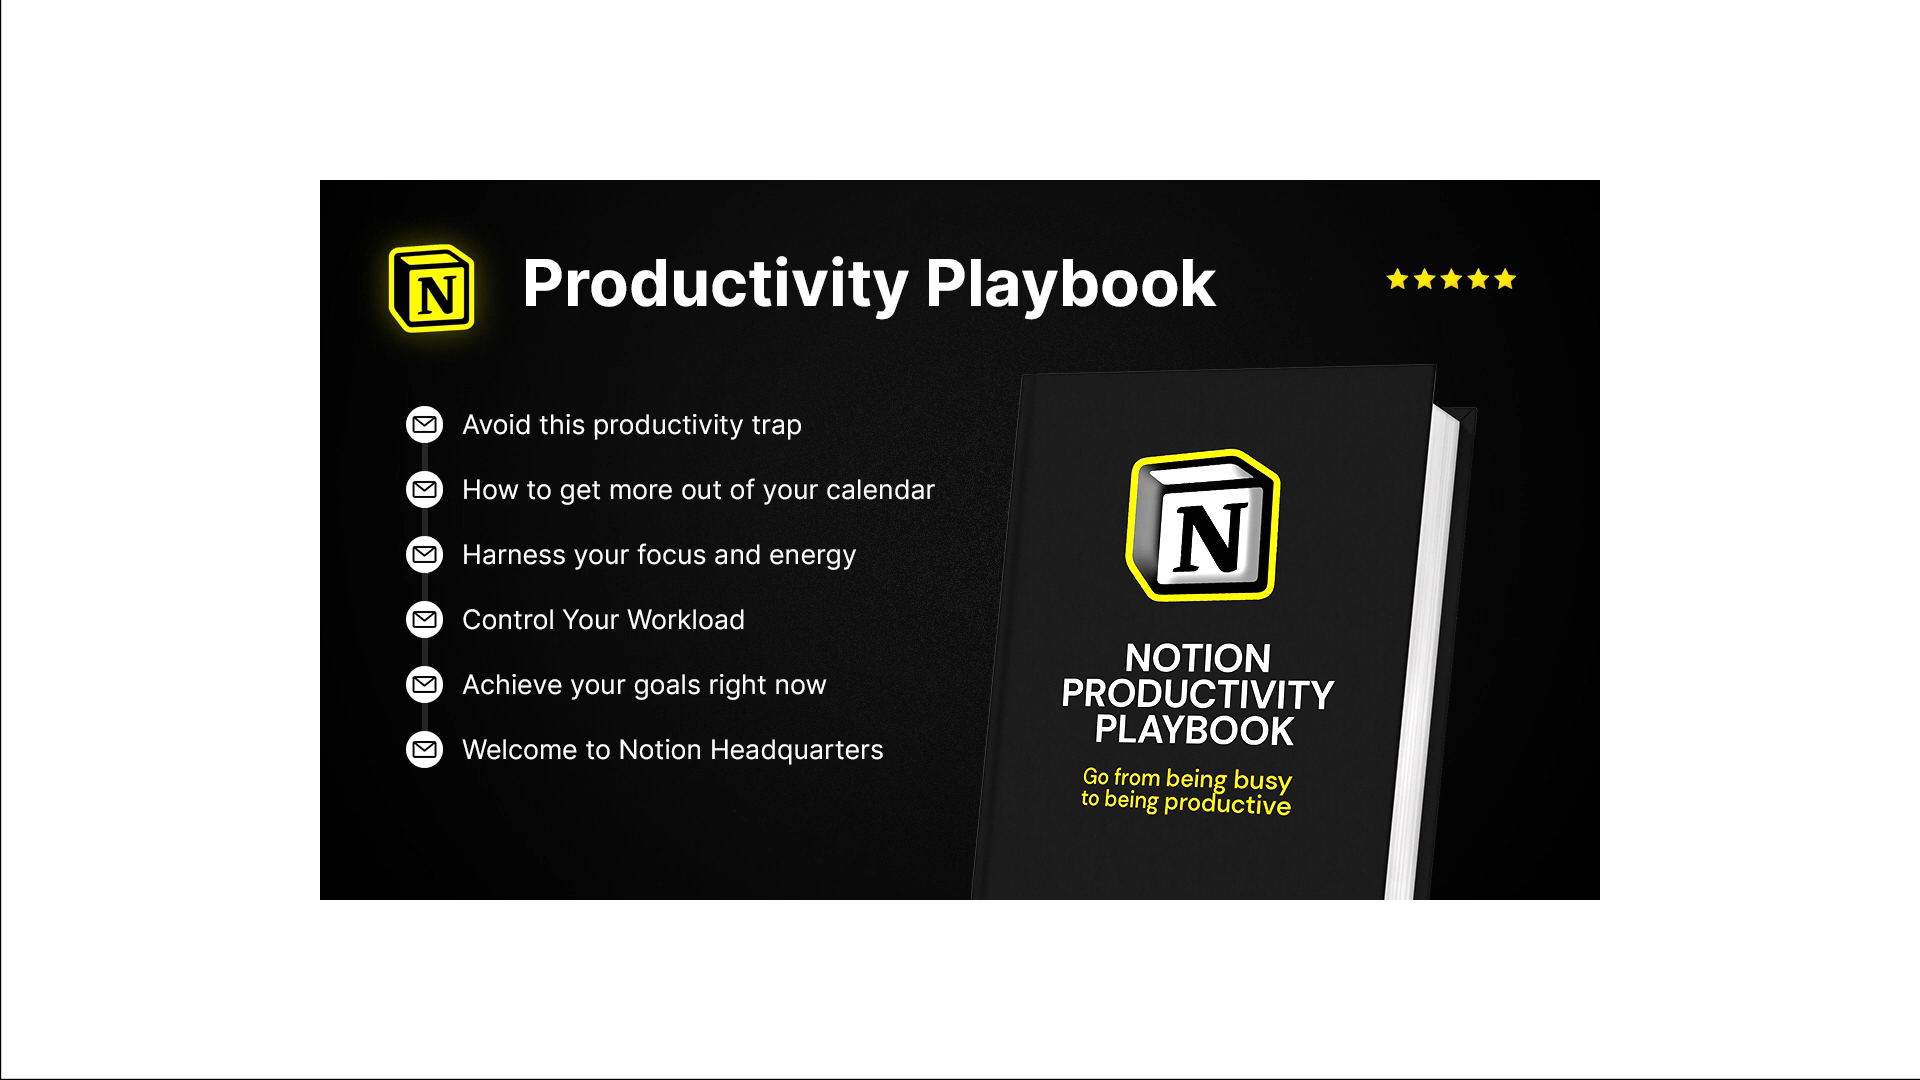 N
Productivity Playbook
Avoid this productivity trap
How to get more out of your calendar
Harness your focus and energy
Control Your Workload
Achieve your goals right now
Welcome to Notion Headquarters
N
NOTION
PRODUCTIVITY
PLAYBOOK
Go from being busy
to being productive